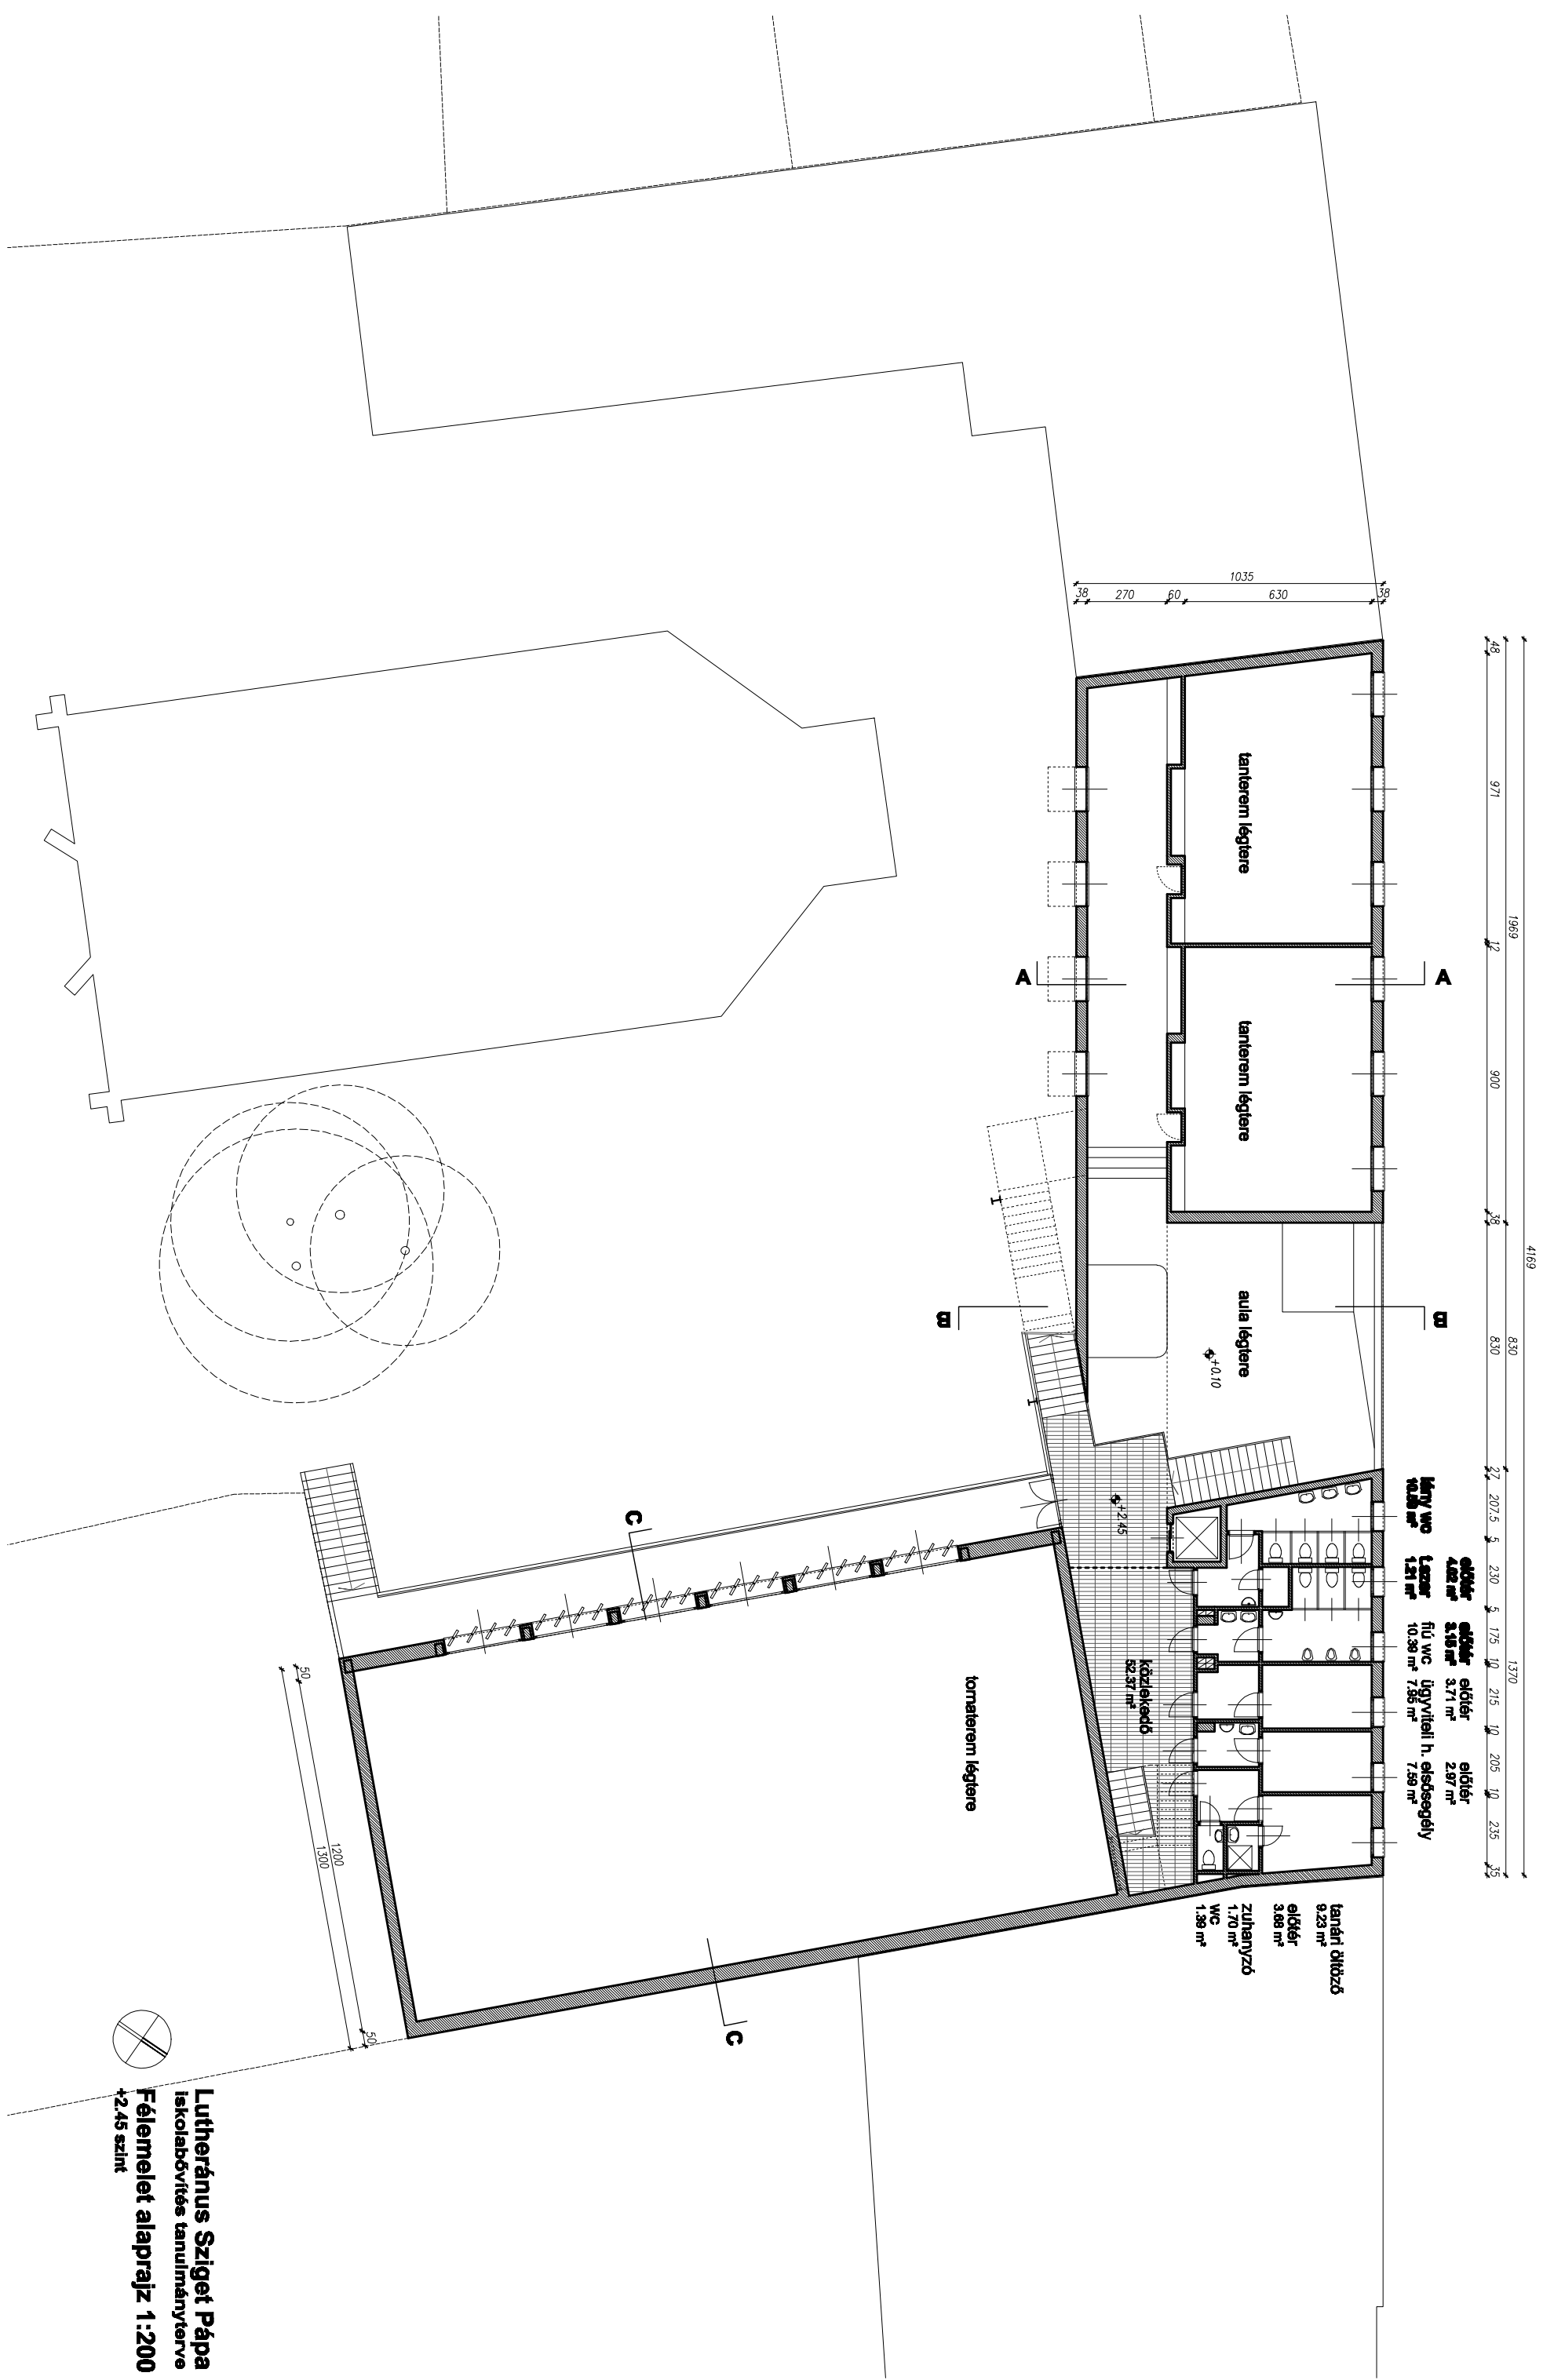 4169
1969
830
1370
48
971
12
900
38
830
27
207.5
5
230
5
175
10
215
10
205
10
235
35
1035
38
270
60
630
38
lány wc
előtér
4.02 m²
t.szer
1.21 m²
előtér
3.15 m²
fiú wc
10.39 m²
előtér
3.71 m²
ügyviteli h.
7.95 m²
előtér
2.97 m²
elsősegély
7.59 m²
tanári öltöző
9.23 m²
előtér
3.68 m²
zuhanyzó
1.70 m²
wc
1.39 m²
tanterem légtere
tanterem légtere
aula légtere
+0.10
+2.45
közlekedő
52.37 m²
tornaterem légtere
A
A
B
B
C
C
I
I
50
1200
50
1300
Lutheránus Sziget Pápa
iskolabővítés tanulmányterve
Félemelet alaprajz 1:200
+2.45 szint